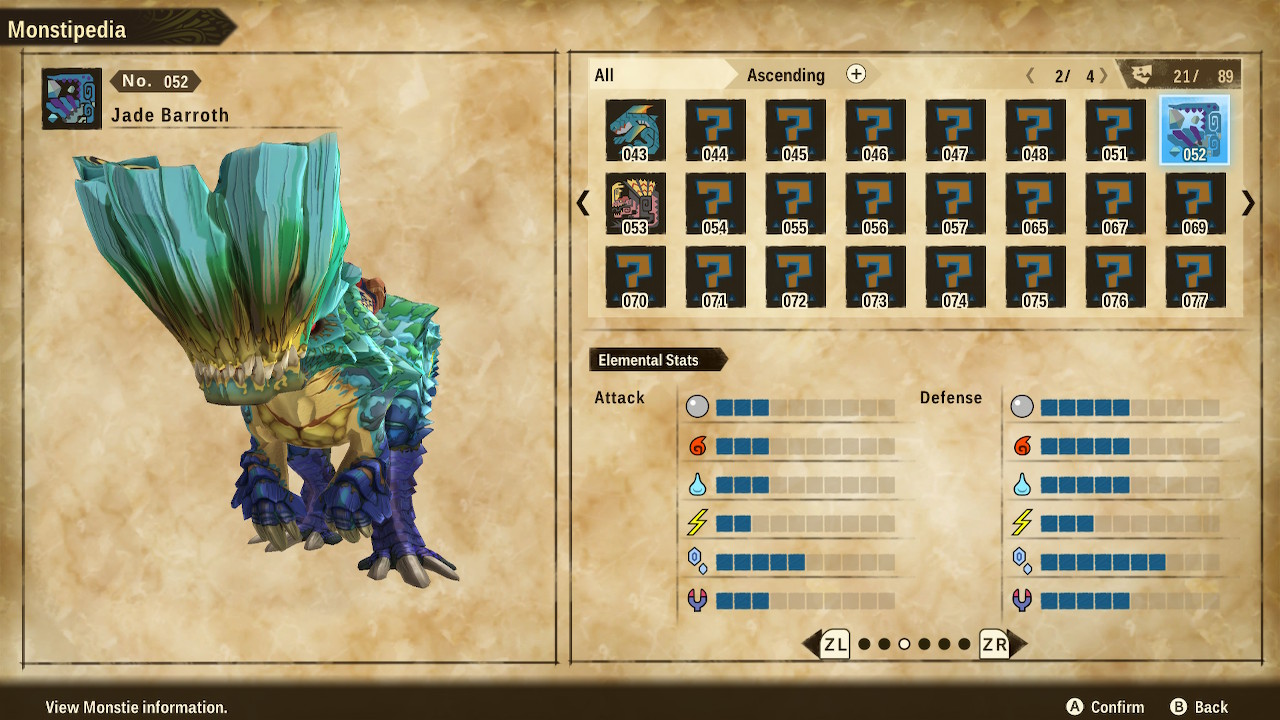 Monstipedia
No. 052
Jade Barroth
All
Ascending
2/ 4
21/ 89
043 044 045 046 047 048 051 052
053 054 055 056 057 065 067 069
070 071 072 073 074 075 076 077
Elemental Stats
Attack
Defense
ZL ZR
View Monstie information.
A Confirm B Back